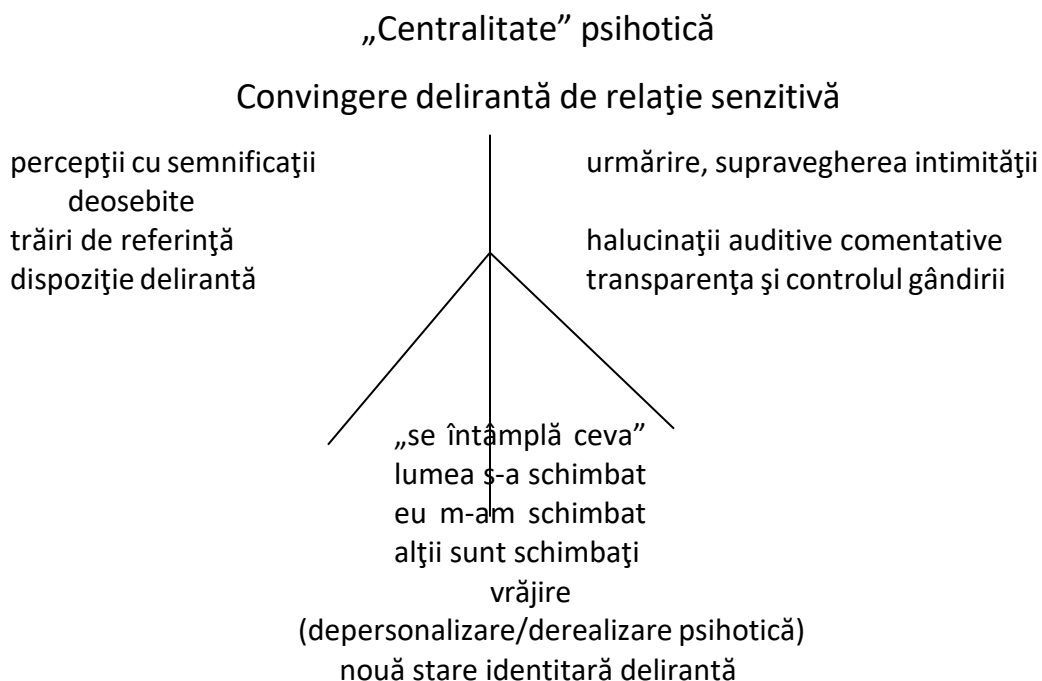 „Centralitate” psihotică
Convingere delirantă de relaţie senzitivă
percepţii cu semnificaţii
deosebite
trăiri de referinţă
dispoziţie delirantă
urmărire, supravegherea intimităţii
halucinaţii auditive comentative
transparenţa şi controlul gândirii
„se întâmplă ceva”
lumea s-a schimbat
eu m-am schimbat
alţii sunt schimbaţi
vrăjire
(depersonalizare/derealizare psihotică)
nouă stare identitară delirantă